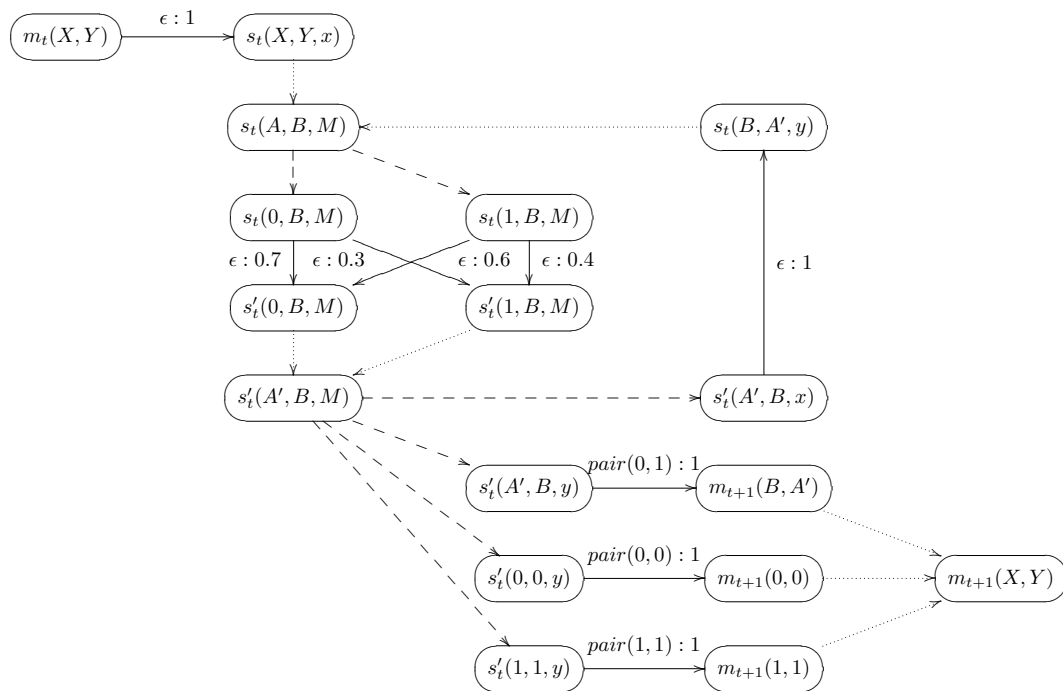 ϵ : 1
m_t(X, Y) s_t(X, Y, x)
s_t(A, B, M) s_t(B, A′, y)
s_t(0, B, M) s_t(1, B, M)
ϵ : 0.7 ϵ : 0.3 ϵ : 0.6 ϵ : 0.4 ϵ : 1
s′_t(0, B, M) s′_t(1, B, M)
s′_t(A′, B, M) s′_t(A′, B, x)
pair(0, 1) : 1
s′_t(A′, B, y) m_{t+1}(B, A′)
pair(0, 0) : 1
s′_t(0, 0, y) m_{t+1}(0, 0) m_{t+1}(X, Y)
pair(1, 1) : 1
s′_t(1, 1, y) m_{t+1}(1, 1)